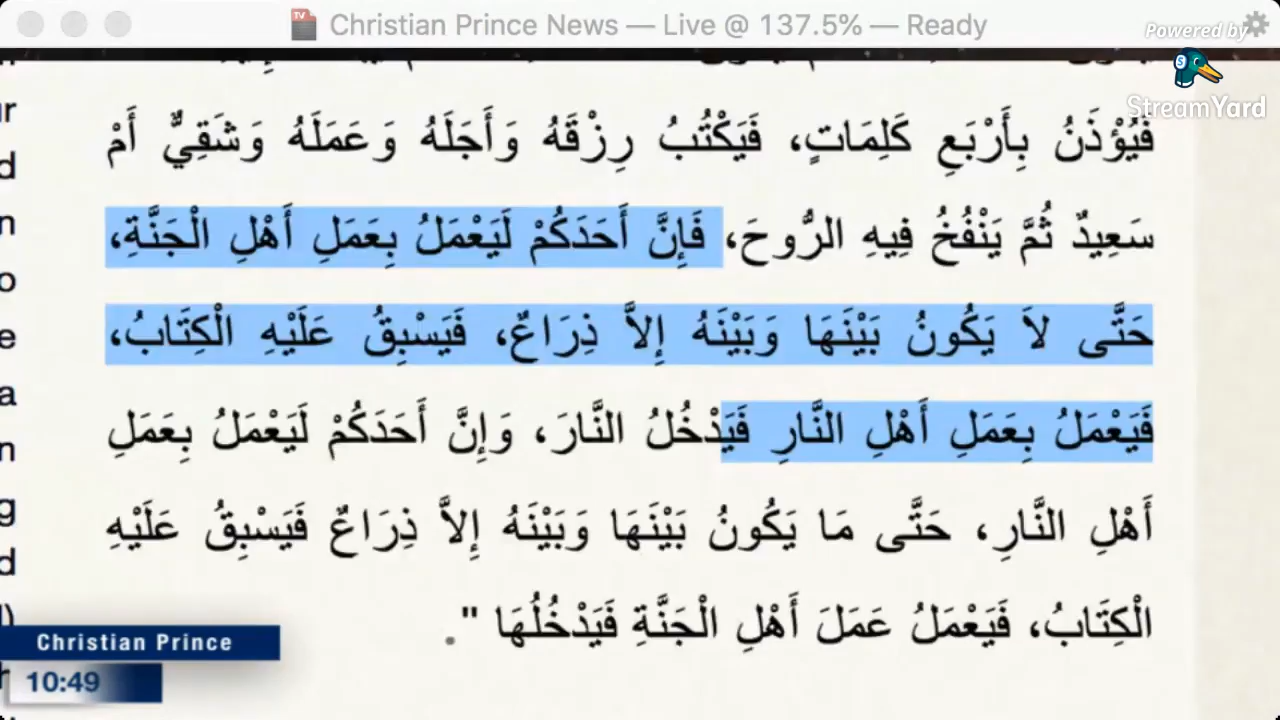 Christian Prince News — Live @ 137.5% — Ready
Powered by
StreamYard
فَيُؤْذَنُ بِأَرْبَعِ كَلِمَاتٍ، فَيَكْتُبُ رِزْقَهُ وَأَجَلَهُ وَعَمَلَهُ وَشَقِيٌّ أَمْ
سَعِيدٌ ثُمَّ يَنْفُخُ فِيهِ الرُّوحَ، فَإِنَّ أَحَدَكُمْ لَيَعْمَلُ بِعَمَلِ أَهْلِ الْجَنَّةِ،
حَتَّى لاَ يَكُونُ بَيْنَهَا وَبَيْنَهُ إِلاَّ ذِرَاعٌ، فَيَسْبِقُ عَلَيْهِ الْكِتَابُ،
فَيَعْمَلُ بِعَمَلِ أَهْلِ النَّارِ فَيَدْخُلُ النَّارَ، وَإِنَّ أَحَدَكُمْ لَيَعْمَلُ بِعَمَلِ
أَهْلِ النَّارِ، حَتَّى مَا يَكُونُ بَيْنَهَا وَبَيْنَهُ إِلاَّ ذِرَاعٌ فَيَسْبِقُ عَلَيْهِ
الْكِتَابُ، فَيَعْمَلُ عَمَلَ أَهْلِ الْجَنَّةِ فَيَدْخُلُهَا ‏"‏‏.‏
Christian Prince
10:49